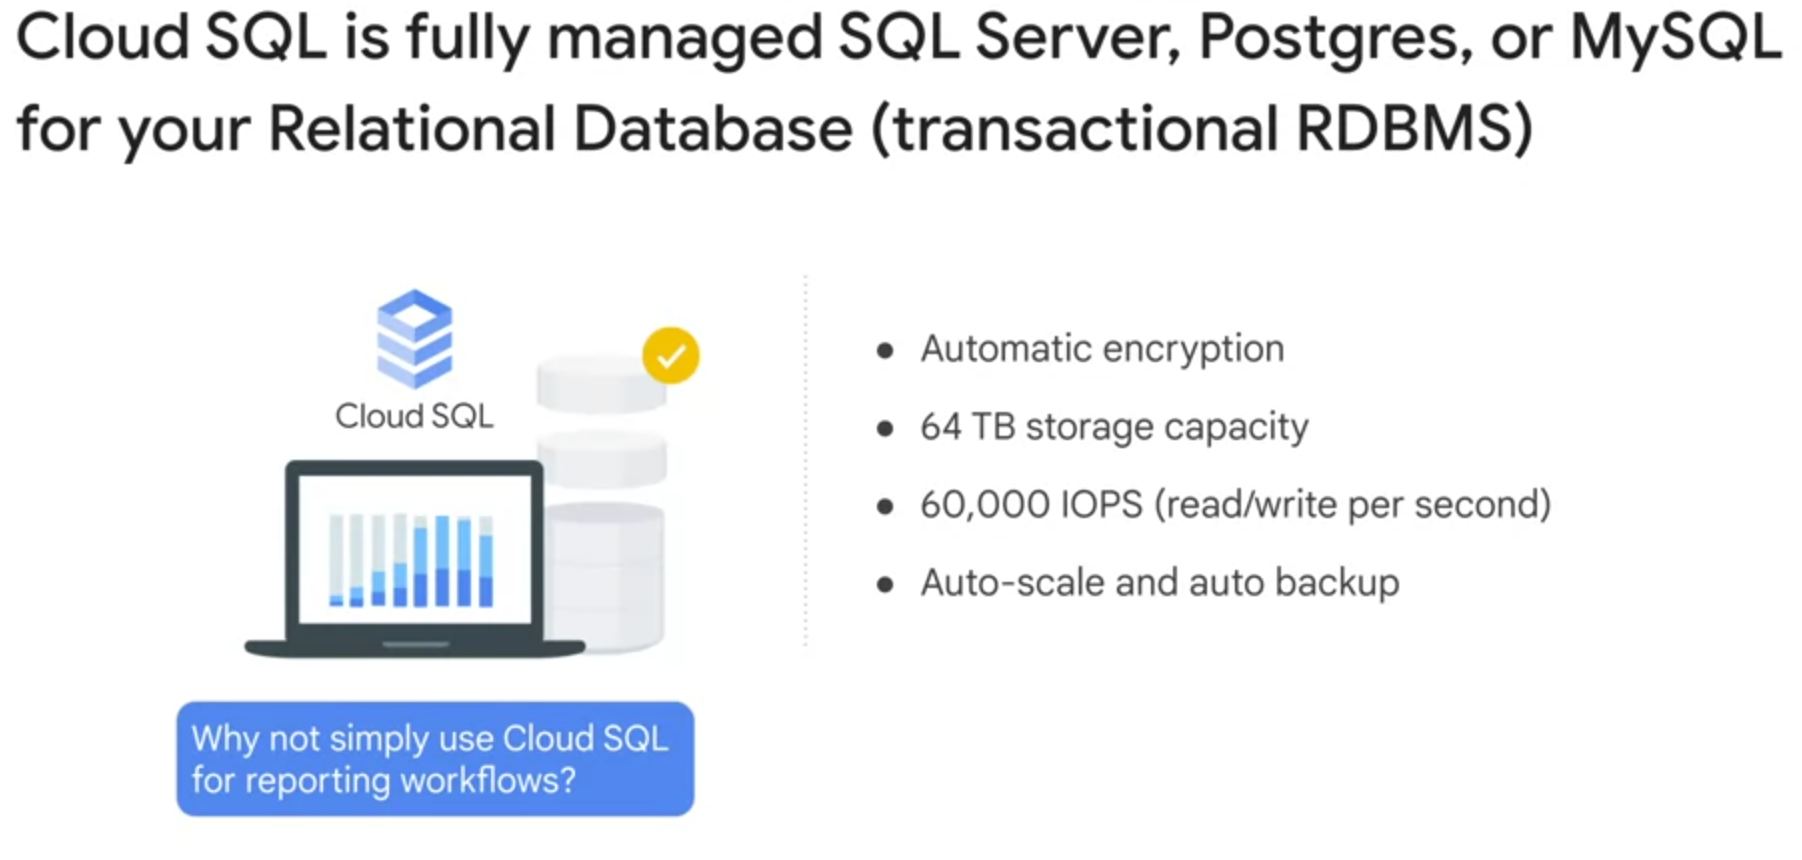 Cloud SQL is fully managed SQL Server, Postgres, or MySQL
for your Relational Database (transactional RDBMS)
Cloud SQL
Why not simply use Cloud SQL
for reporting workflows?
● Automatic encryption
● 64 TB storage capacity
● 60,000 IOPS (read/write per second)
● Auto-scale and auto backup